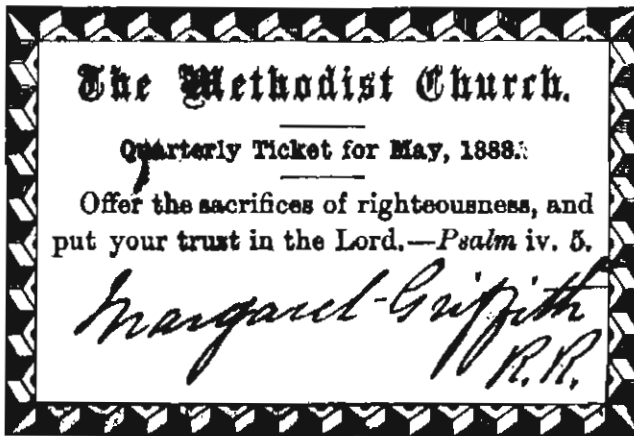 The Methodist Church.
Quarterly Ticket for May, 1888.
Offer the sacrifices of righteousness, and
put your trust in the Lord.—Psalm iv. 5.
Margaret Griffith
R.R.